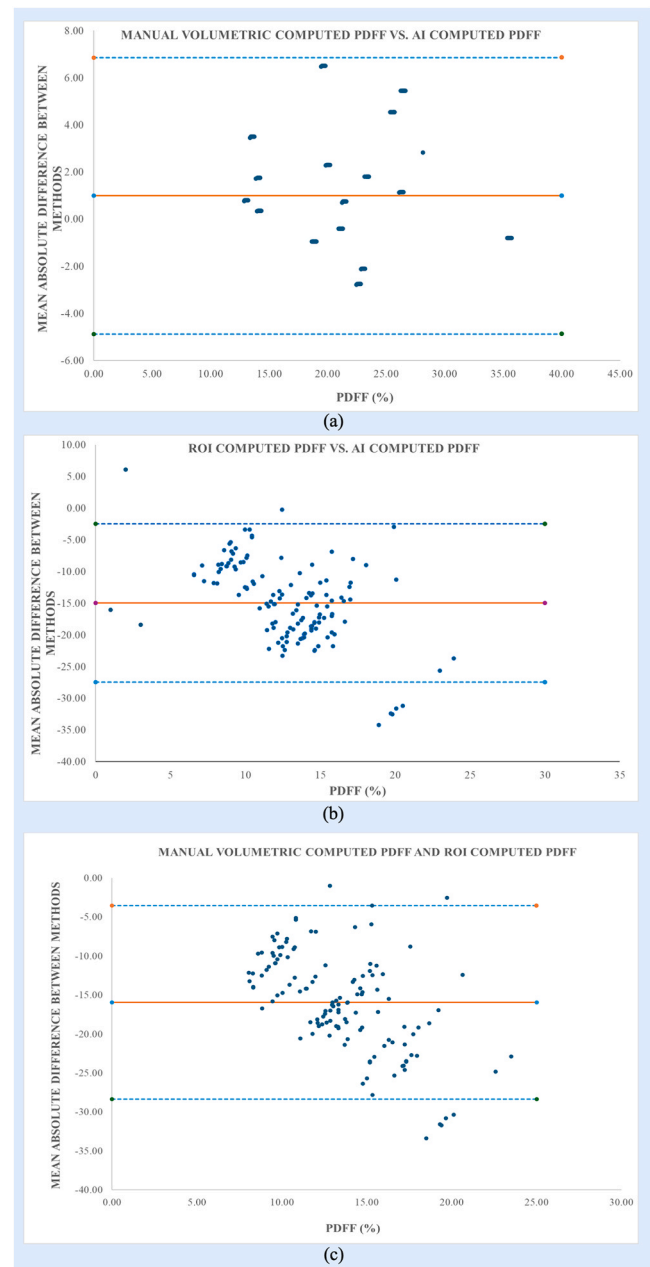 MANUAL VOLUMETRIC COMPUTED PDFF VS. AI COMPUTED PDFF
MEAN ABSOLUTE DIFFERENCE BETWEEN
METHODS
8.00
6.00
4.00
2.00
0.00
-2.00
-4.00
-6.00
0.00 5.00 10.00 15.00 20.00 25.00 30.00 35.00 40.00 45.00
PDFF (%)
(a)
ROI COMPUTED PDFF VS. AI COMPUTED PDFF
MEAN ABSOLUTE DIFFERENCE BETWEEN
METHODS
10.00
5.00
0.00
-5.00
-10.00
-15.00
-20.00
-25.00
-30.00
-35.00
-40.00
0 5 10 15 20 25 30 35
PDFF (%)
(b)
MANUAL VOLUMETRIC COMPUTED PDFF AND ROI COMPUTED PDFF
MEAN ABSOLUTE DIFFERENCE BETWEEN METHODS
0.00
-5.00
-10.00
-15.00
-20.00
-25.00
-30.00
-35.00
-40.00
0.00 5.00 10.00 15.00 20.00 25.00 30.00
PDFF (%)
(c)